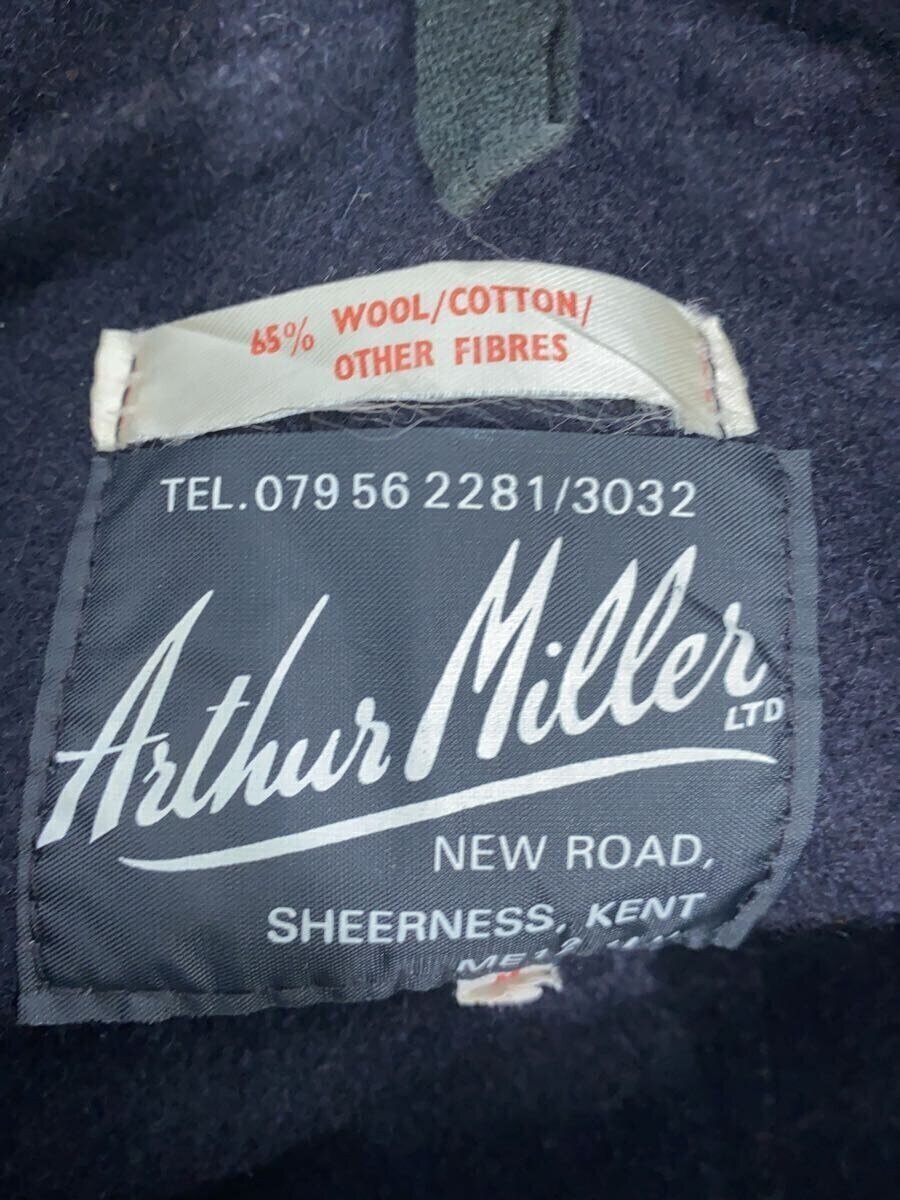 65% WOOL/COTTON/
OTHER FIBRES
TEL.079 56 2281/3032
Arthur Miller
LTD
NEW ROAD,
SHEERNESS, KENT